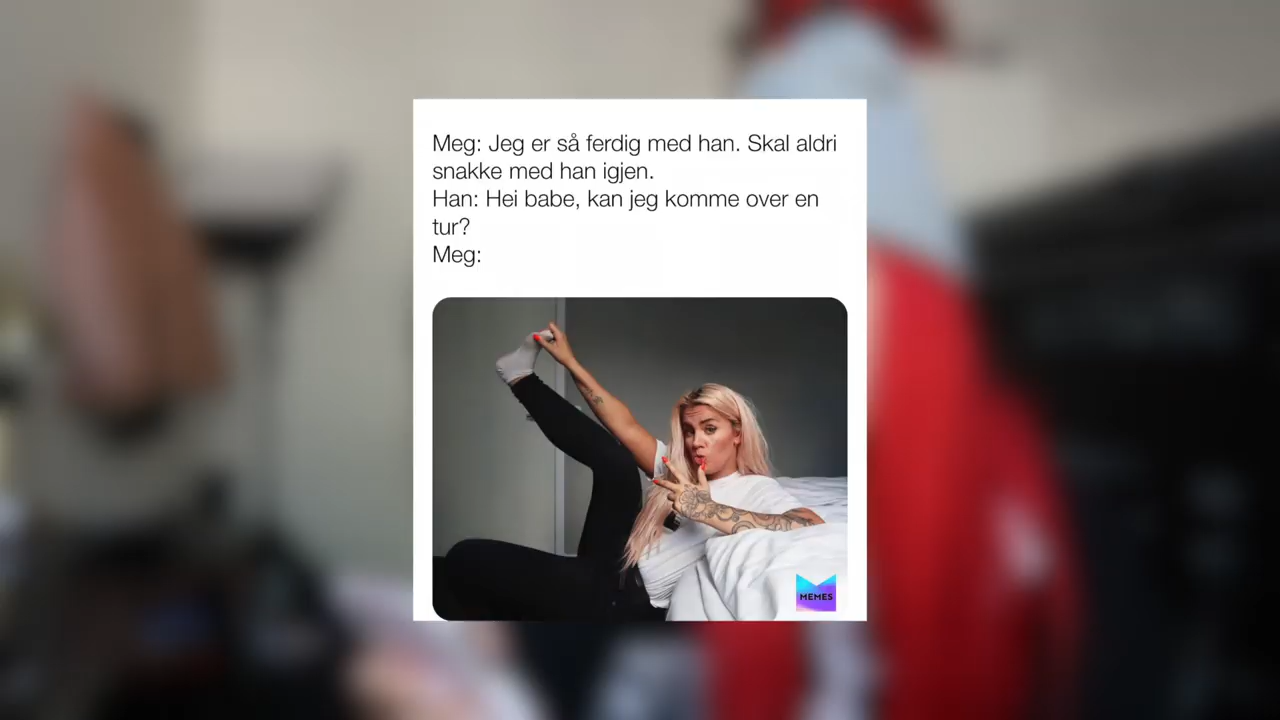 Meg: Jeg er så ferdig med han. Skal aldri
snakke med han igjen.
Han: Hei babe, kan jeg komme over en
tur?
Meg:
MEMES